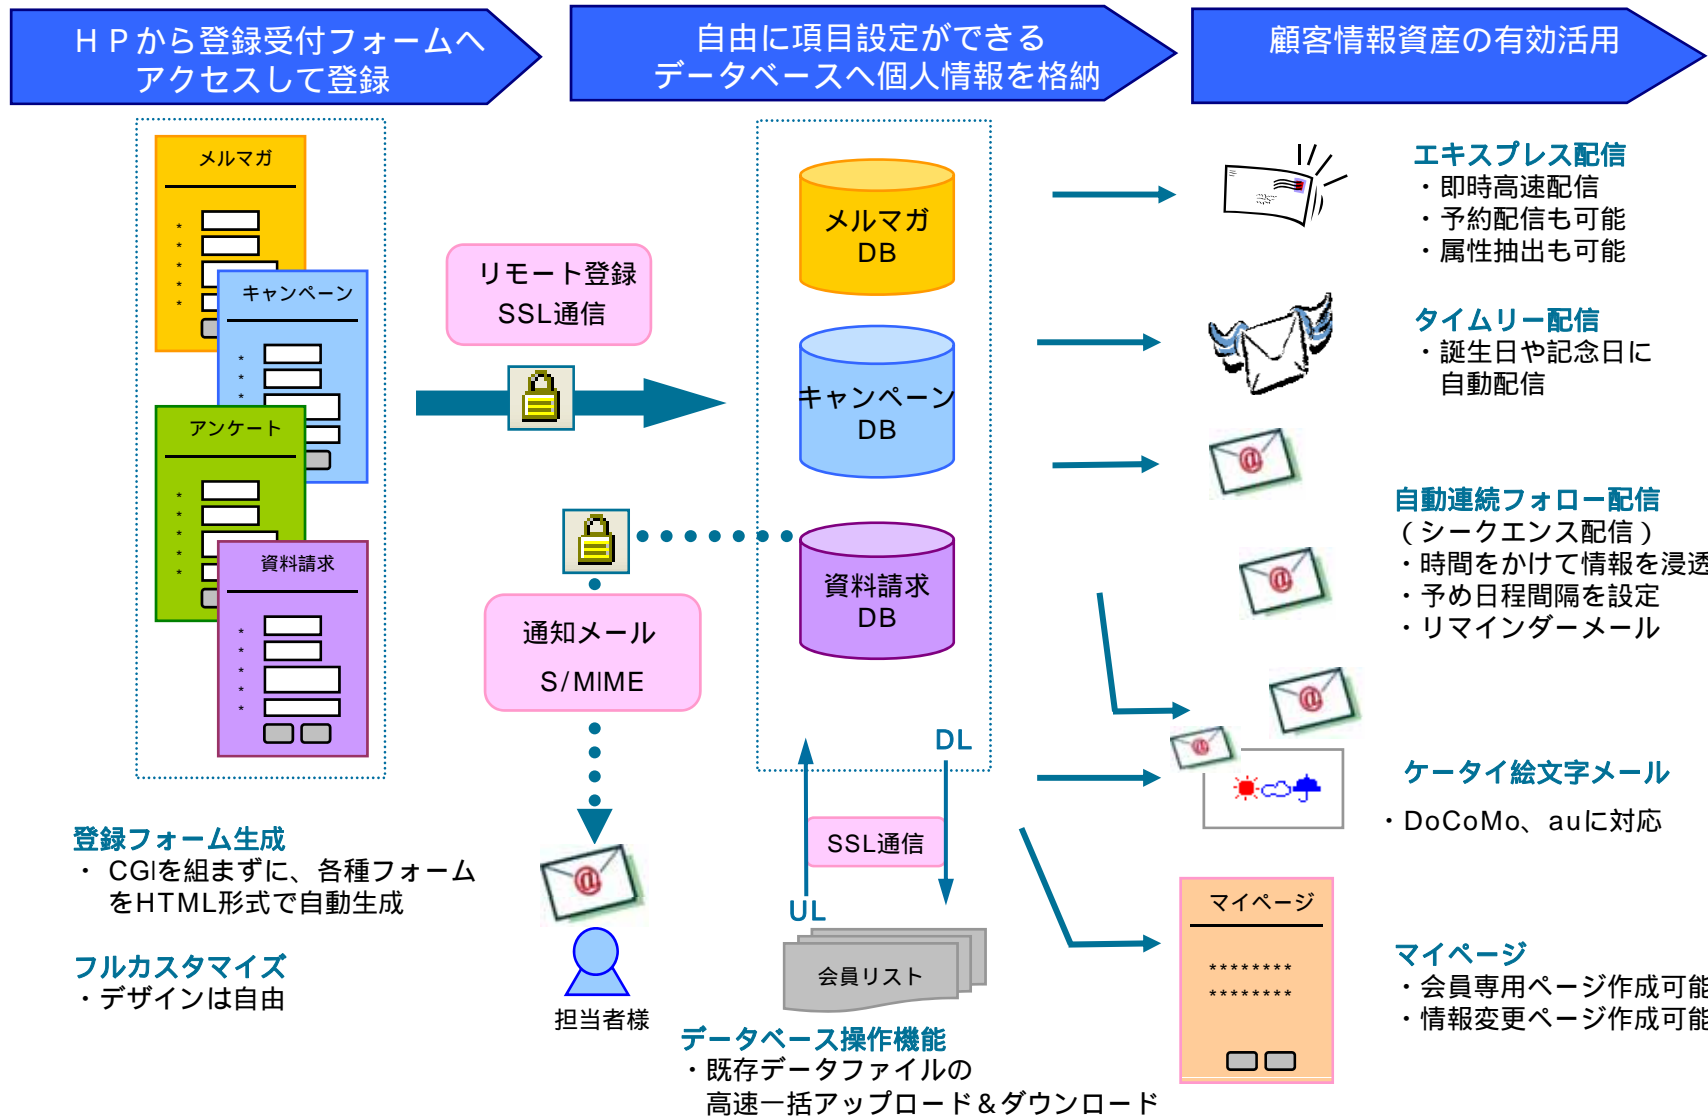 ＨＰから登録受付フォームへ
アクセスして登録
自由に項目設定ができる
データベースへ個人情報を格納
顧客情報資産の有効活用
メルマガ
*
*
*
*
*
キャンペーン
*
*
*
*
アンケート
*
*
*
*
*
資料請求
*
*
*
*
*
リモート登録
SSL通信
通知メール
S/MIME
メルマガ
DB
キャンペーン
DB
資料請求
DB
エキスプレス配信
・即時高速配信
・予約配信も可能
・属性抽出も可能
タイムリー配信
・誕生日や記念日に
自動配信
@
自動連続フォロー配信
（シークエンス配信）
・時間をかけて情報を浸透
・予め日程間隔を設定
・リマインダーメール
@
@
@
ケータイ絵文字メール
・DoCoMo、auに対応
DL
SSL通信
UL
会員リスト
データベース操作機能
・既存データファイルの
高速一括アップロード＆ダウンロード
登録フォーム生成
・ CGIを組まずに、各種フォーム
をHTML形式で自動生成
フルカスタマイズ
・デザインは自由
@
担当者様
マイページ
********
********
マイページ
・会員専用ページ作成可能
・情報変更ページ作成可能